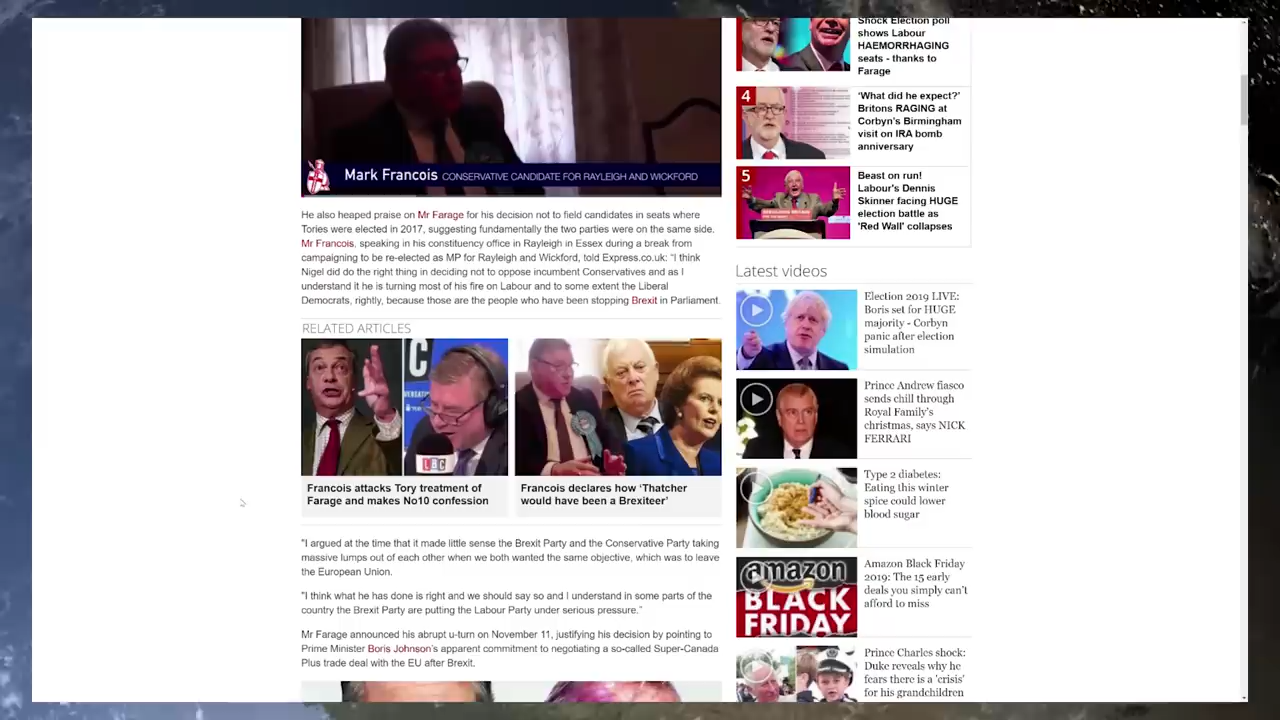 Mark Francois CONSERVATIVE CANDIDATE FOR RAYLEIGH AND WICKFORD
He also heaped praise on Mr Farage for his decision not to field candidates in seats where
Tories were elected in 2017, suggesting fundamentally the two parties were on the same side.
Mr Francois, speaking in his constituency office in Rayleigh in Essex during a break from
campaigning to be re-elected as MP for Rayleigh and Wickford, told Express.co.uk: "I think
Nigel did do the right thing in deciding not to oppose incumbent Conservatives and as I
understand it he is turning most of his fire on Labour and to some extent the Liberal
Democrats, rightly, because those are the people who have been stopping Brexit in Parliament.
RELATED ARTICLES
LBC
Francois attacks Tory treatment of
Farage and makes No10 confession
Francois declares how ‘Thatcher
would have been a Brexiteer’
"I argued at the time that it made little sense the Brexit Party and the Conservative Party taking
massive lumps out of each other when we both wanted the same objective, which was to leave
the European Union.
"I think what he has done is right and we should say so and I understand in some parts of the
country the Brexit Party are putting the Labour Party under serious pressure."
Mr Farage announced his abrupt u-turn on November 11, justifying his decision by pointing to
Prime Minister Boris Johnson's apparent commitment to negotiating a so-called Super-Canada
Plus trade deal with the EU after Brexit.
Shock Election poll
shows Labour
HAEMORRHAGING
seats - thanks to
Farage
4
‘What did he expect?’
Britons RAGING at
Corbyn's Birmingham
visit on IRA bomb
anniversary
5
Beast on run!
Labour's Dennis
Skinner facing HUGE
election battle as
'Red Wall' collapses
Latest videos
Election 2019 LIVE:
Boris set for HUGE
majority - Corbyn
panic after election
simulation
Prince Andrew fiasco
sends chill through
Royal Family's
christmas, says NICK
FERRARI
Type 2 diabetes:
Eating this winter
spice could lower
blood sugar
amazon
BLACK
FRIDAY
Amazon Black Friday
2019: The 15 early
deals you simply can't
afford to miss
Prince Charles shock:
Duke reveals why he
fears there is a 'crisis'
for his grandchildren